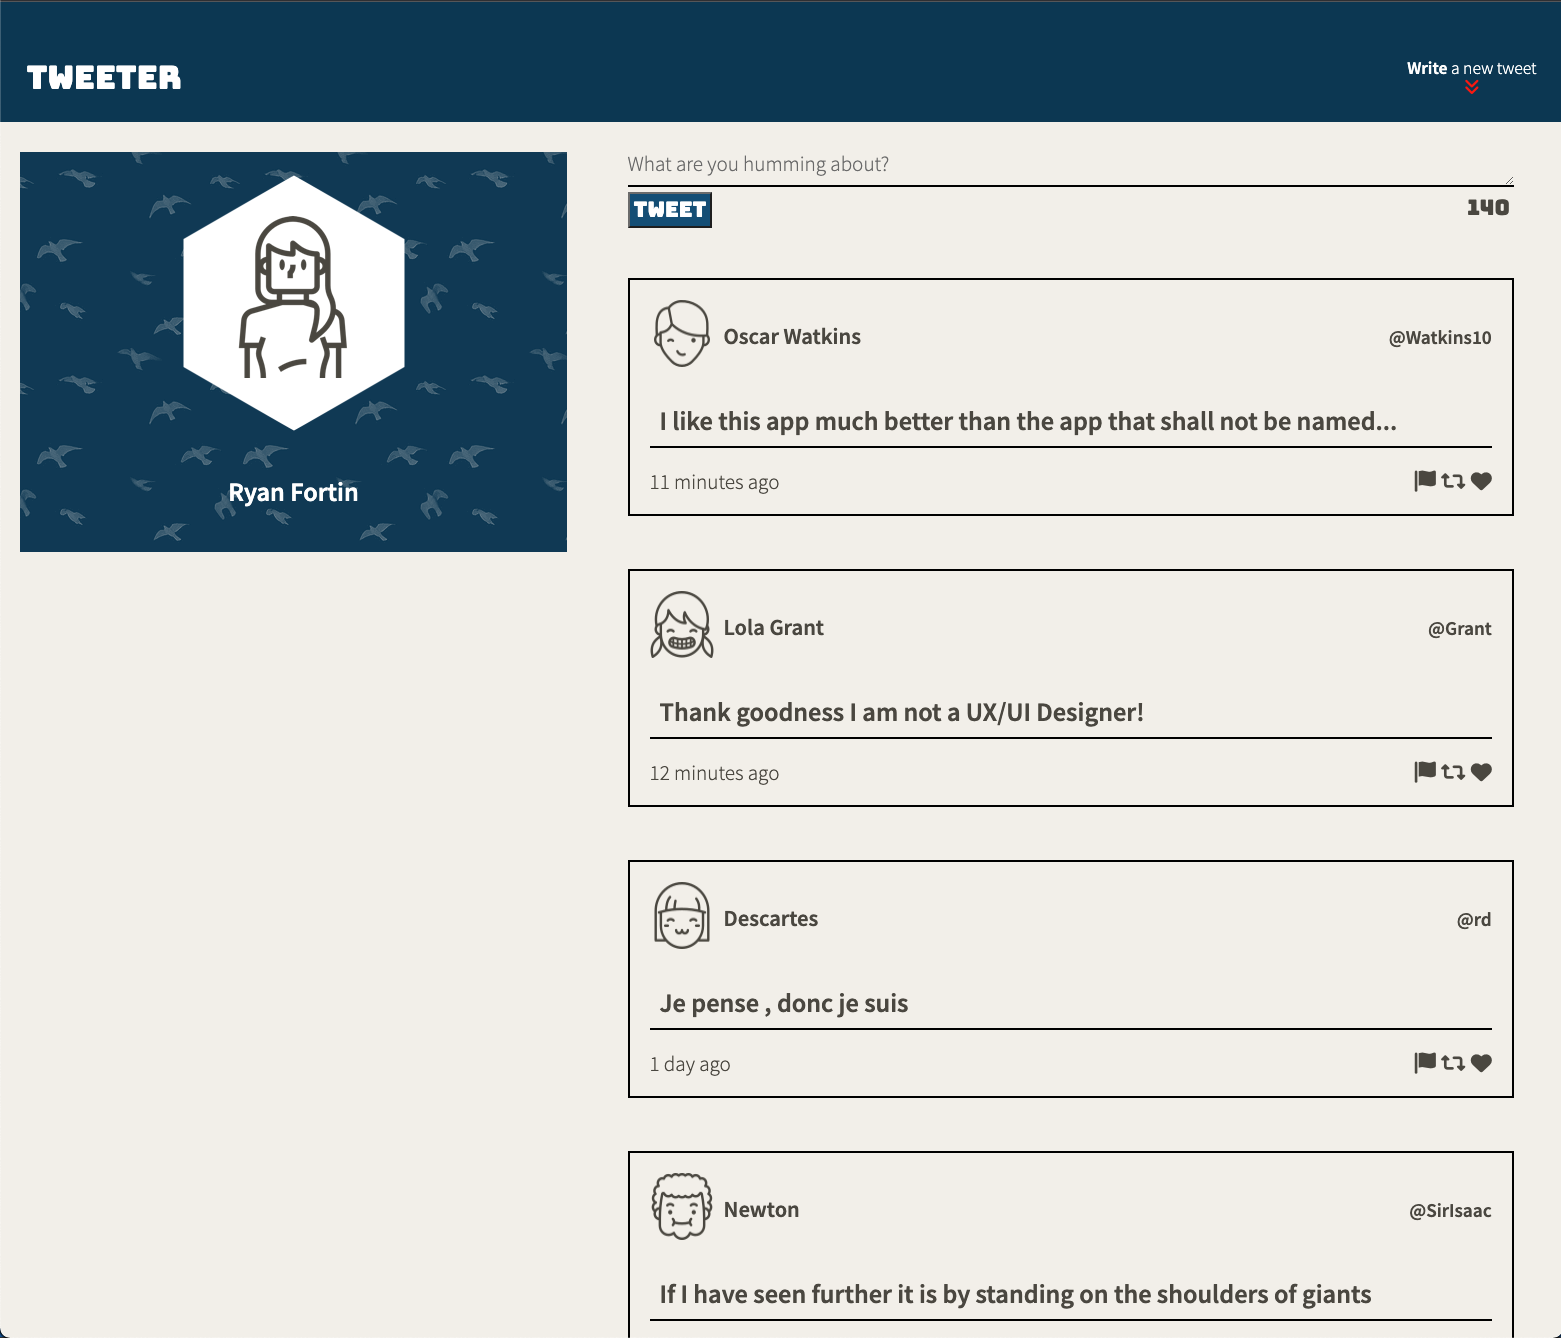 TWEETER
Write a new tweet
Ryan Fortin
What are you humming about?
TWEET
140
Oscar Watkins
@Watkins10
I like this app much better than the app that shall not be named...
11 minutes ago
Lola Grant
@Grant
Thank goodness I am not a UX/UI Designer!
12 minutes ago
Descartes
@rd
Je pense , donc je suis
1 day ago
Newton
@SirIsaac
If I have seen further it is by standing on the shoulders of giants